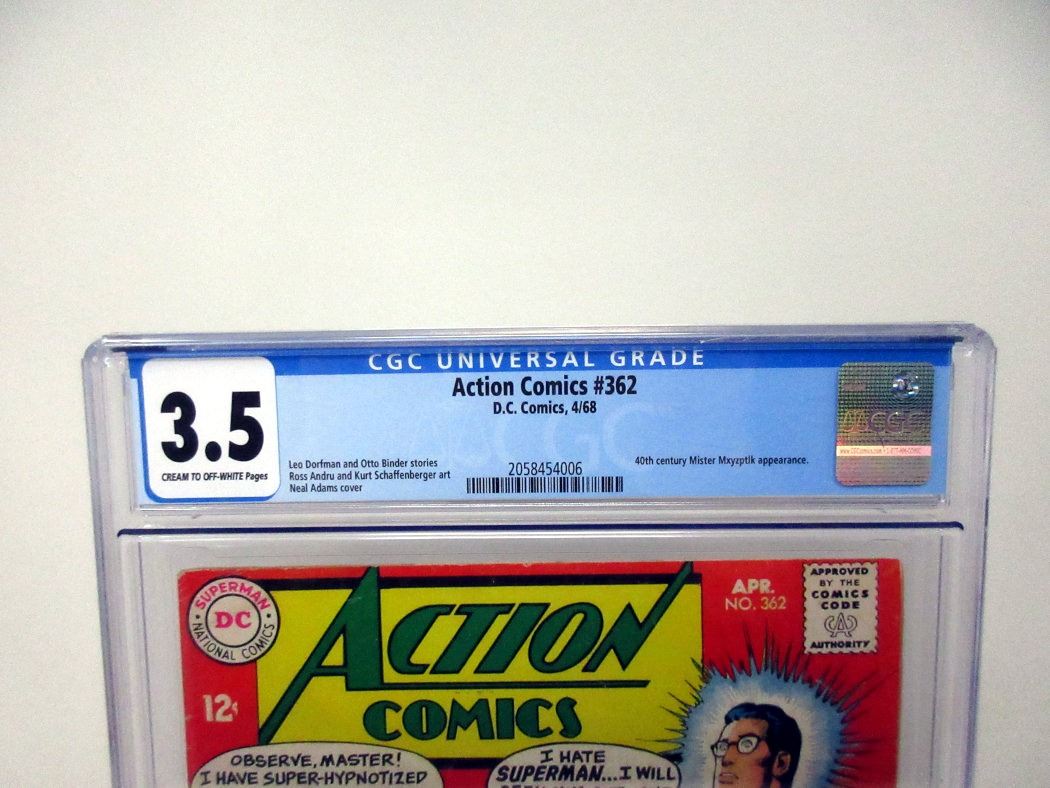 CGC UNIVERSAL GRADE
3.5
CREAM TO OFF-WHITE Pages
Action Comics #362
D.C. Comics, 4/68
Leo Dorfman and Otto Binder stories
Ross Andru and Kurt Schaffenberger art
Neal Adams cover
2058454006
40th century Mister Mxyzptlk appearance.
CGC
SUPERMAN
DC
NATIONAL COMICS
12¢
ACTION
COMICS
APR.
NO. 362
APPROVED
BY THE
COMICS
CODE
CA
AUTHORITY
OBSERVE, MASTER!
I HAVE SUPER-HYPNOTIZED
I HATE
SUPERMAN...I WILL